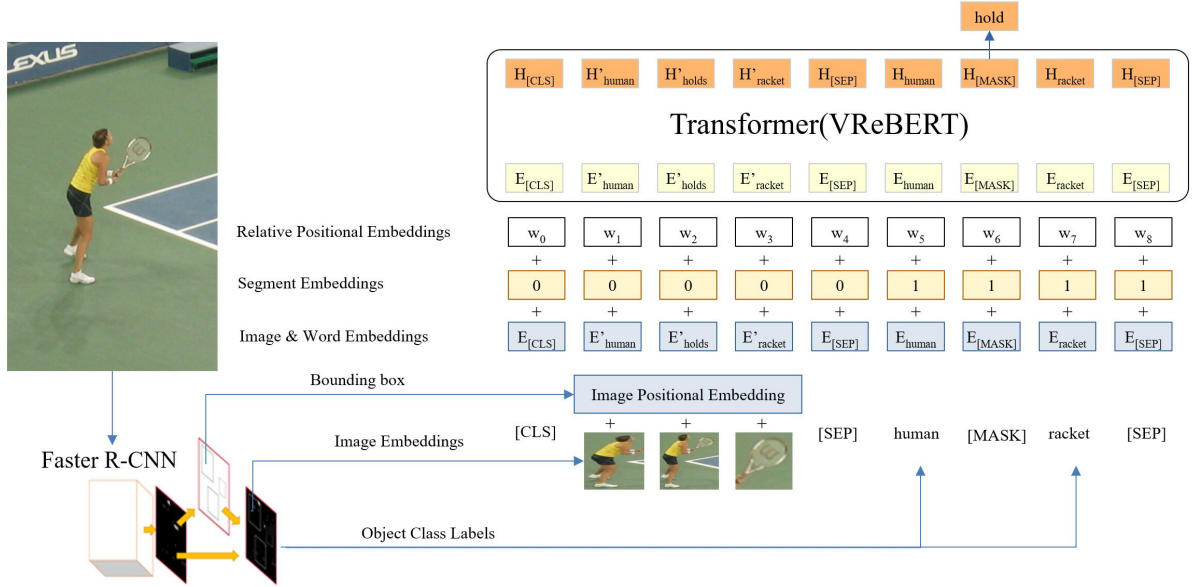 hold
H[CLS] H'human H'holds H'racket H[SEP] Hhuman H[MASK] Hracket H[SEP]
Transformer(VReBERT)
E[CLS] E'human E'holds E'racket E[SEP] Ehuman E[MASK] Eracket E[SEP]
Relative Positional Embeddings w0 w1 w2 w3 w4 w5 w6 w7 w8
+ + + + + + + + +
Segment Embeddings 0 0 0 0 0 1 1 1 1
+ + + + + + + + +
Image & Word Embeddings E[CLS] E'human E'holds E'racket E[SEP] Ehuman E[MASK] Eracket E[SEP]
Bounding box
Image Positional Embedding
+ + +
Image Embeddings [CLS] [SEP] human [MASK] racket [SEP]
Faster R-CNN
Object Class Labels
LEXUS
W